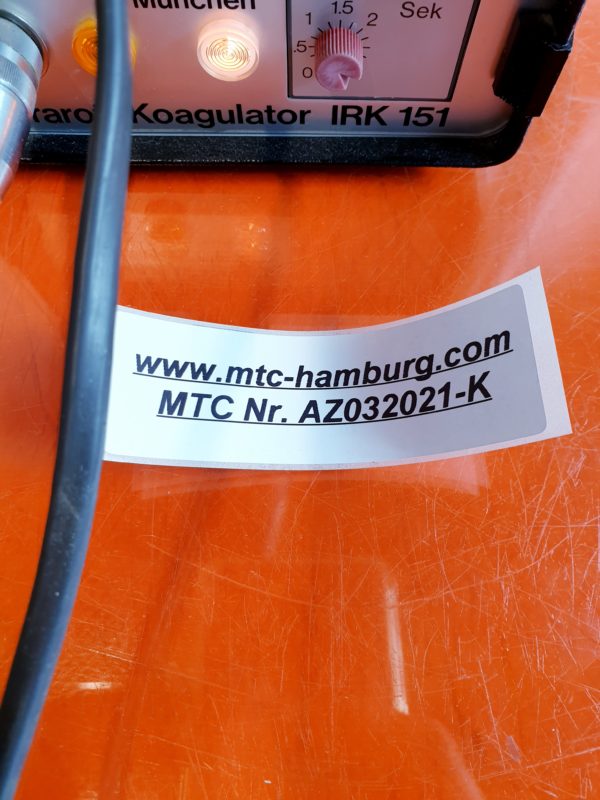 München
1.5
1 2
.5
0
Sek
Koagulator IRK 151
www.mtc-hamburg.com
MTC Nr. AZ032021-K